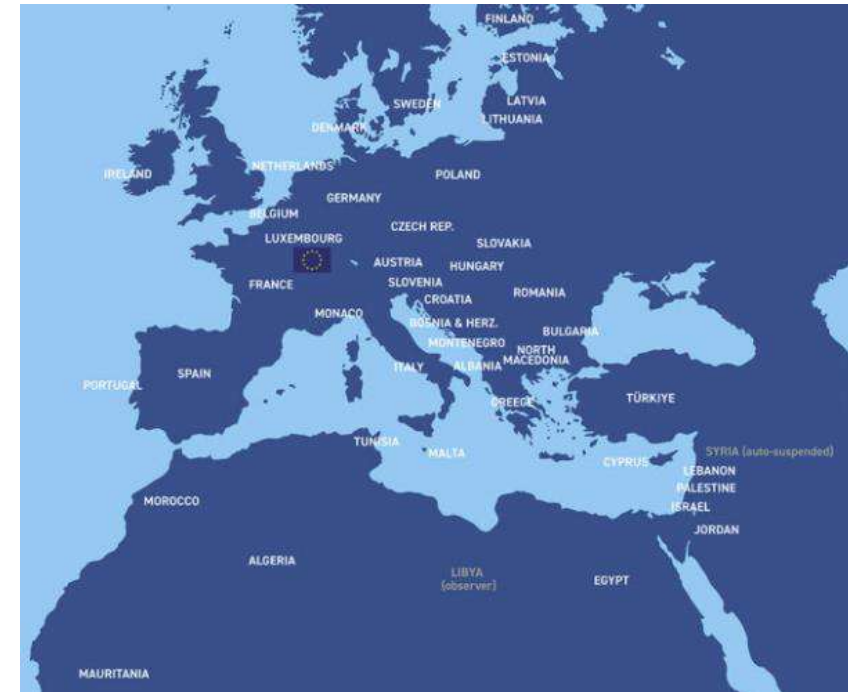 FINLAND
ESTONIA
SWEDEN
LATVIA
LITHUANIA
DENMARK
IRELAND
NETHERLANDS
POLAND
GERMANY
BELGIUM
CZECH REP.
LUXEMBOURG
SLOVAKIA
AUSTRIA
HUNGARY
FRANCE
SLOVENIA
ROMANIA
CROATIA
MONACO
BOSNIA & HERZ.
BULGARIA
MONTENEGRO
NORTH
MACEDONIA
ITALY
ALBANIA
SPAIN
PORTUGAL
GREECE
TÜRKIYE
TUNISIA
MALTA
SYRIA (auto-suspended)
CYPRUS
LEBANON
PALESTINE
ISRAEL
MOROCCO
JORDAN
ALGERIA
LIBYA
(observer)
EGYPT
MAURITANIA